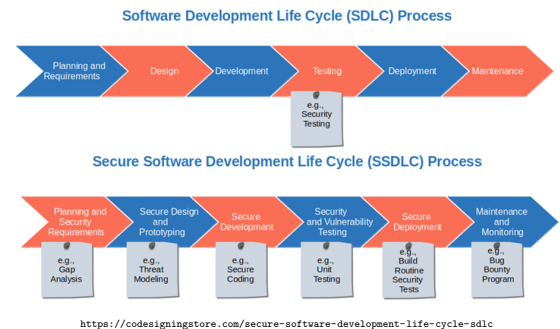 Software Development Life Cycle (SDLC) Process
Planning and
Requirements
Design
Development
Testing
Deployment
Maintenance
e.g.,
Security
Testing
Secure Software Development Life Cycle (SSDLC) Process
Planning and
Security
Requirements
Secure Design
and
Prototyping
Secure
Development
Security
and Vulnerability
Testing
Secure
Deployment
Maintenance
and
Monitoring
e.g.,
Gap
Analysis
e.g.,
Threat
Modeling
e.g.,
Secure
Coding
e.g.,
Unit
Testing
e.g.,
Build
Routine
Security
Tests
e.g.,
Bug
Bounty
Program
https://codesigningstore.com/secure-software-development-life-cycle-sdlc